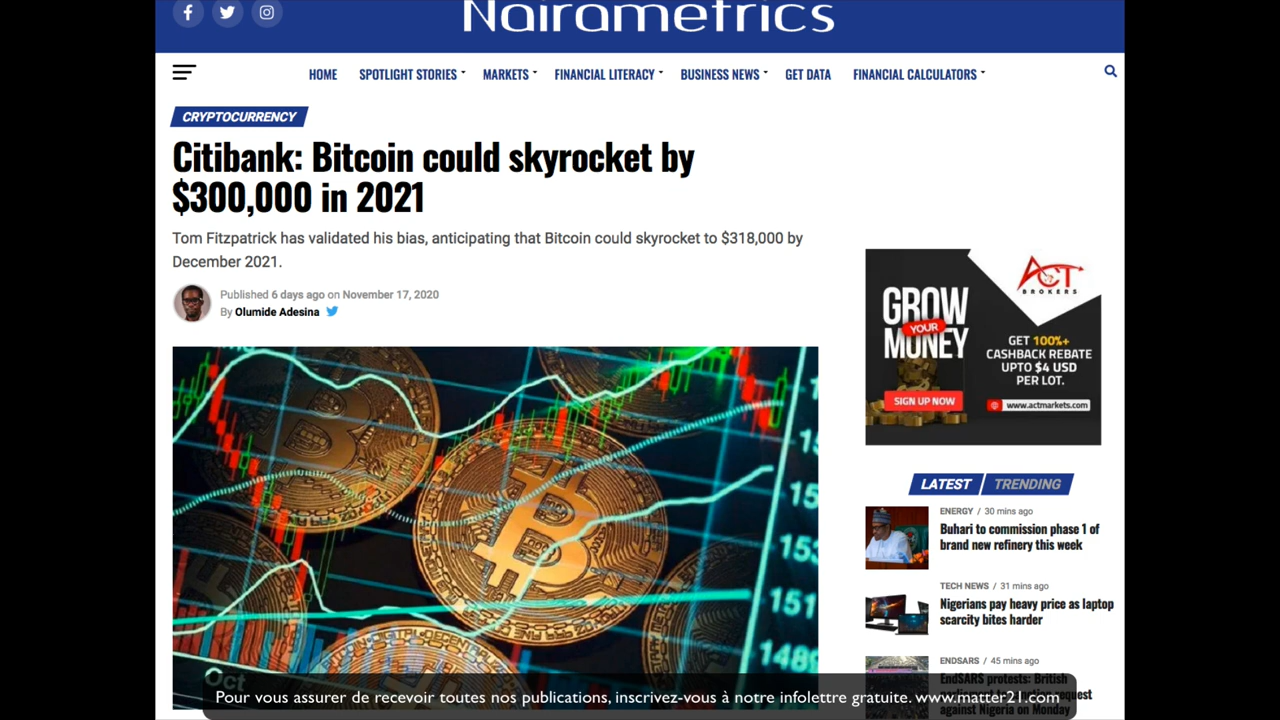 Nairametrics
HOME SPOTLIGHT STORIES MARKETS FINANCIAL LITERACY BUSINESS NEWS GET DATA FINANCIAL CALCULATORS
CRYPTOCURRENCY
Citibank: Bitcoin could skyrocket by
$300,000 in 2021
Tom Fitzpatrick has validated his bias, anticipating that Bitcoin could skyrocket to $318,000 by
December 2021.
Published 6 days ago on November 17, 2020
By Olumide Adesina
Oct
15
153
151
1489
ACT
BROKERS
GROW
YOUR
MONEY
SIGN UP NOW
GET 100%+
CASHBACK REBATE
UPTO $4 USD
PER LOT.
www.actmarkets.com
LATEST TRENDING
ENERGY / 30 mins ago
Buhari to commission phase 1 of
brand new refinery this week
TECH NEWS / 31 mins ago
Nigerians pay heavy price as laptop
scarcity bites harder
ENDSARS / 45 mins ago
EndSARS protests: British
request
against Nigeria on Monday
Pour vous assurer de recevoir toutes nos publications, inscrivez-vous à notre infolettre gratuite. www.matter21.com